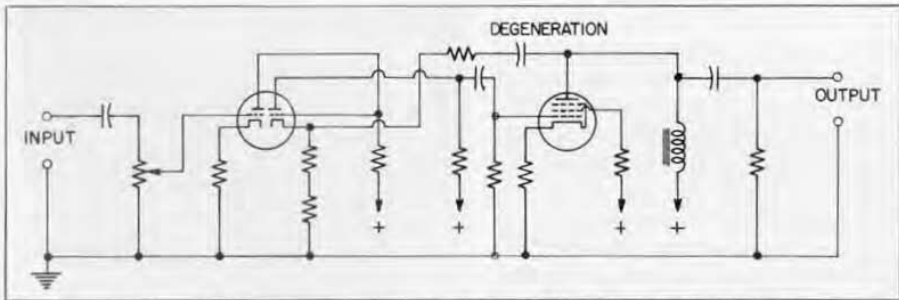 DEGENERATION
INPUT
OUTPUT
+
+
+
+